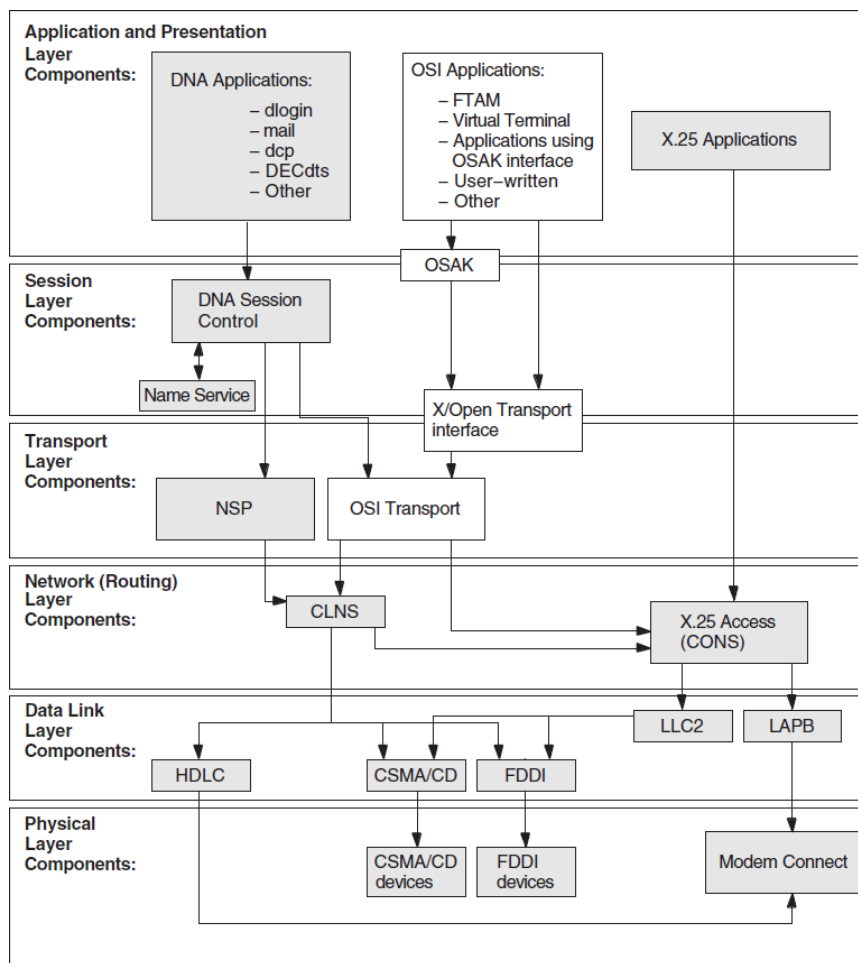 Application and Presentation
Layer
Components:
DNA Applications:
– dlogin
– mail
– dcp
– DECdts
– Other
OSI Applications:
– FTAM
– Virtual Terminal
– Applications using
OSAK interface
– User–written
– Other
X.25 Applications
OSAK
Session
Layer
Components:
DNA Session
Control
Name Service
X/Open Transport
interface
Transport
Layer
Components:
NSP
OSI Transport
Network (Routing)
Layer
Components:
CLNS
X.25 Access
(CONS)
Data Link
Layer
Components:
LLC2
LAPB
HDLC
CSMA/CD
FDDI
Physical
Layer
Components:
CSMA/CD
devices
FDDI
devices
Modem Connect